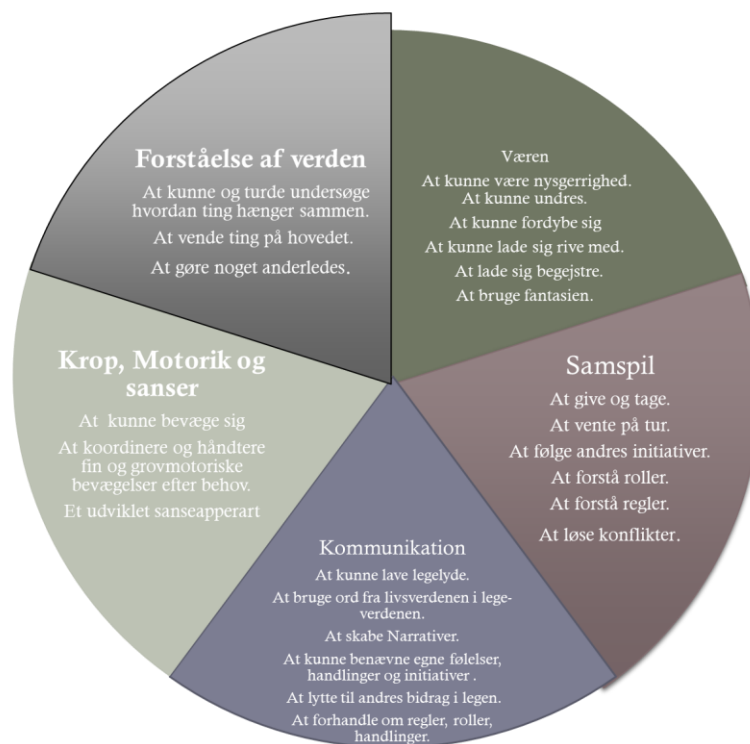 Forståelse af verden
At kunne og turde undersøge
hvordan ting hænger sammen.
At vende ting på hovedet.
At gøre noget anderledes.
Væren
At kunne være nysgerrighed.
At kunne undres.
At kunne fordybe sig
At kunne lade sig rive med.
At lade sig begejstre.
At bruge fantasien.
Samspil
At give og tage.
At vente på tur.
At følge andres initiativer.
At forstå roller.
At forstå regler.
At løse konflikter.
Kommunikation
At kunne lave legelyde.
At bruge ord fra livsverdenen i lege-
verdenen.
At skabe Narrativer.
At kunne benævne egne følelser,
handlinger og initiativer .
At lytte til andres bidrag i legen.
At forhandle om regler, roller,
handlinger.
Krop, Motorik og
sanser
At kunne bevæge sig
At koordinere og håndtere
fin og grovmotoriske
bevægelser efter behov.
Et udviklet sanseapperart